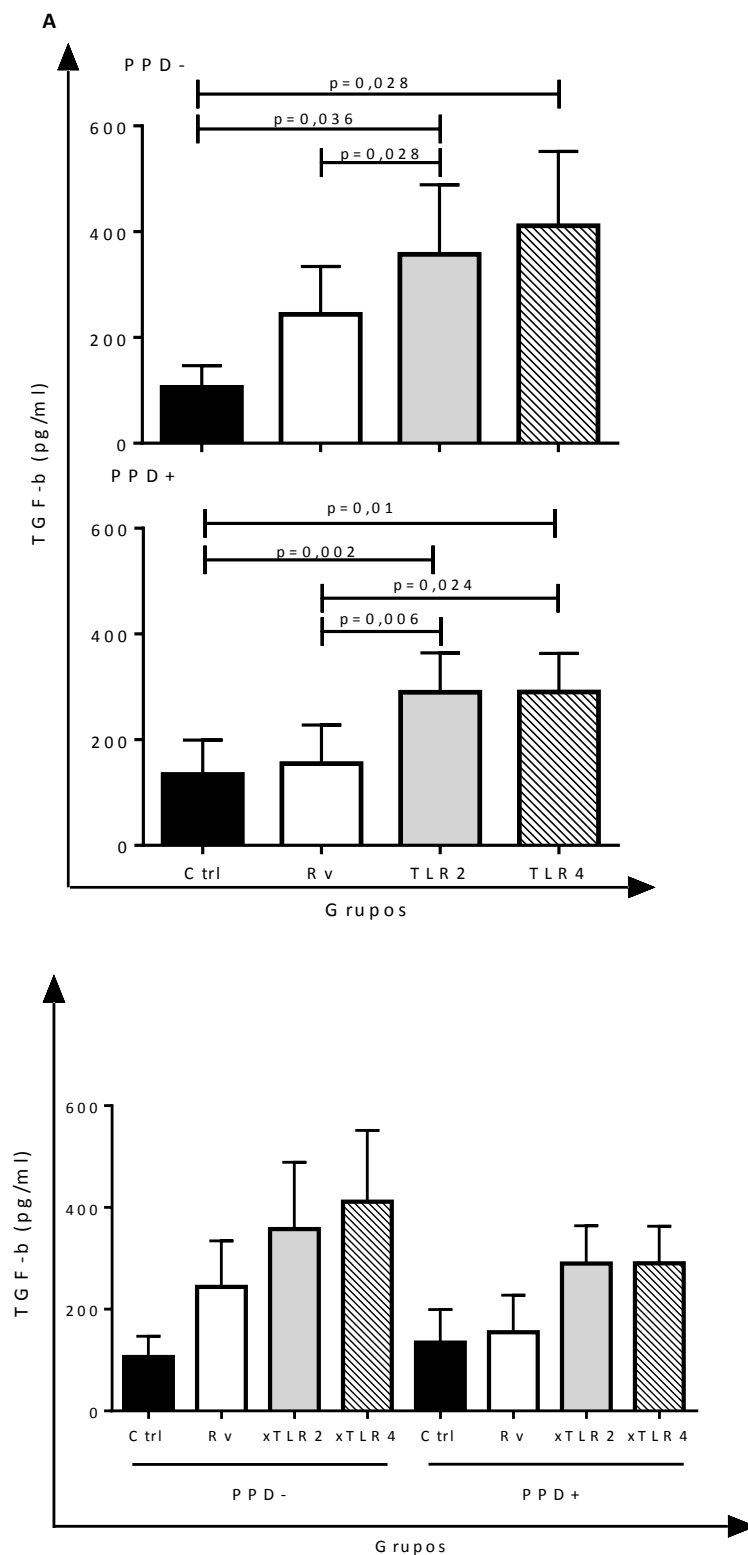 A
PPD-
p=0,028
p=0,036
p=0,028
600
400
200
0
TGF-b (pg/ml)
PPD+
p=0,01
p=0,002
p=0,024
p=0,006
600
400
200
0
Ctrl Rv TLR2 TLR4
Grupos
600
400
200
0
TGF-b (pg/ml)
Ctrl Rv xTLR2 xTLR4 Ctrl Rv xTLR2 xTLR4
PPD- PPD+
Grupos